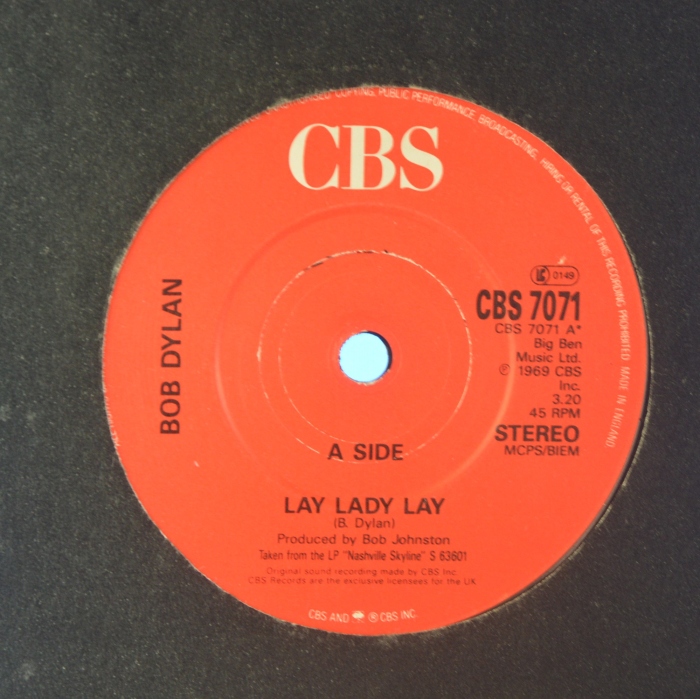 COPYING, PUBLIC PERFORMANCE, BROADCASTING, HIRING OR RENTAL OF THIS RECORDING PROHIBITED MADE IN ENGLAND
CBS
BOB DYLAN
LC 0149
CBS 7071
CBS 7071 A*
Big Ben
Music Ltd.
℗ 1969 CBS
Inc.
3.20
45 RPM
STEREO
MCPS/BIEM
A SIDE
LAY LADY LAY
(B. Dylan)
Produced by Bob Johnston
Taken from the LP "Nashville Skyline" S 63601
Original sound recording made by CBS Inc.
CBS Records are the exclusive licensees for the UK
CBS AND ® CBS INC.